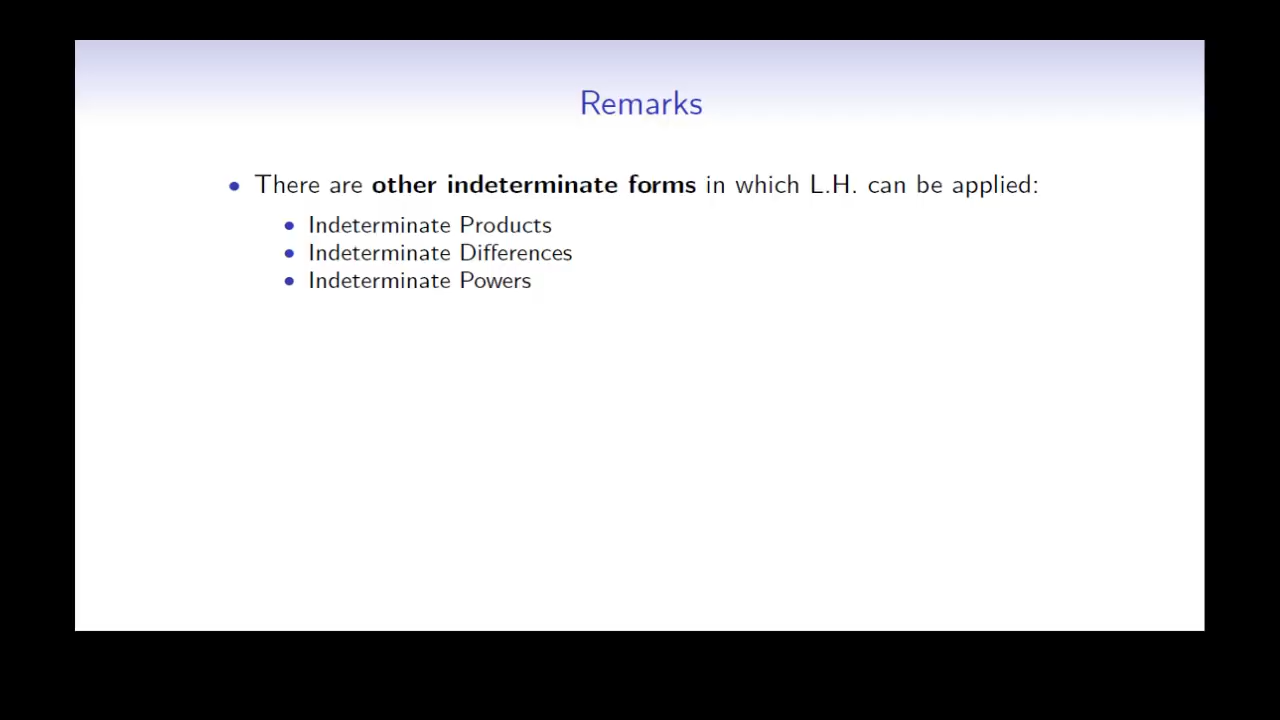 Remarks
• There are other indeterminate forms in which L.H. can be applied:
• Indeterminate Products
• Indeterminate Differences
• Indeterminate Powers